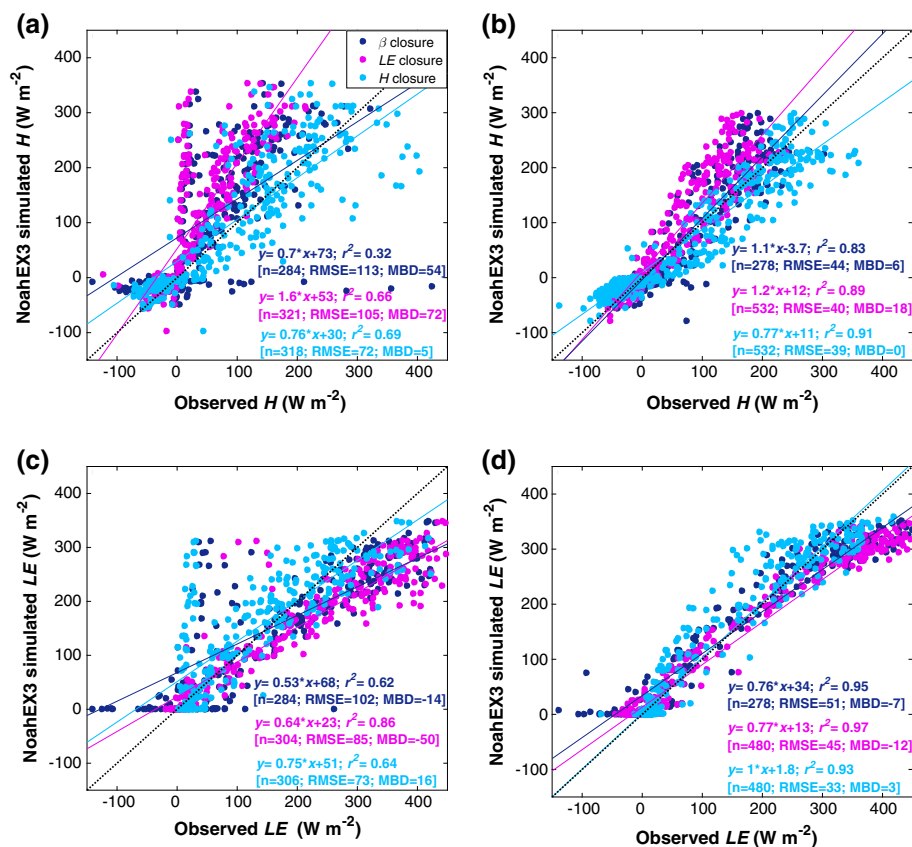 (a)
NoahEX3 simulated H (W m⁻²)
400
300
200
100
0
-100
β closure
LE closure
H closure
y= 0.7*x+73; r²= 0.32
[n=284; RMSE=113; MBD=54]
y= 1.6*x+53; r²= 0.66
[n=321; RMSE=105; MBD=72]
y= 0.76*x+30; r²= 0.69
[n=318; RMSE=72; MBD=5]
-100 0 100 200 300 400
Observed H (W m⁻²)
(b)
NoahEX3 simulated H (W m⁻²)
400
300
200
100
0
-100
y= 1.1*x-3.7; r²= 0.83
[n=278; RMSE=44; MBD=6]
y= 1.2*x+12; r²= 0.89
[n=532; RMSE=40; MBD=18]
y= 0.77*x+11; r²= 0.91
[n=532; RMSE=39; MBD=0]
-100 0 100 200 300 400
Observed H (W m⁻²)
(c)
NoahEX3 simulated LE (W m⁻²)
400
300
200
100
0
-100
y= 0.53*x+68; r²= 0.62
[n=284; RMSE=102; MBD=-14]
y= 0.64*x+23; r²= 0.86
[n=304; RMSE=85; MBD=-50]
y= 0.75*x+51; r²= 0.64
[n=306; RMSE=73; MBD=16]
-100 0 100 200 300 400
Observed LE (W m⁻²)
(d)
NoahEX3 simulated LE (W m⁻²)
400
300
200
100
0
-100
y= 0.76*x+34; r²= 0.95
[n=278; RMSE=51; MBD=-7]
y= 0.77*x+13; r²= 0.97
[n=480; RMSE=45; MBD=-12]
y= 1*x+1.8; r²= 0.93
[n=480; RMSE=33; MBD=3]
-100 0 100 200 300 400
Observed LE (W m⁻²)